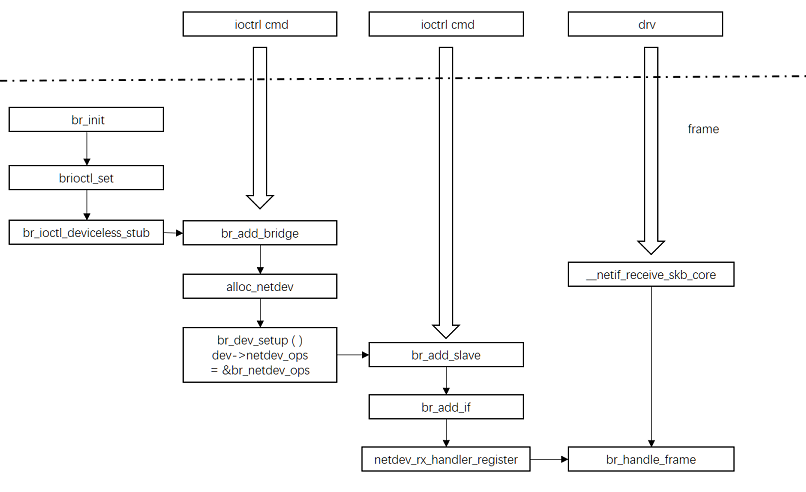 ioctrl cmd
ioctrl cmd
drv
br_init
frame
brioctl_set
br_ioctl_deviceless_stub
br_add_bridge
__netif_receive_skb_core
alloc_netdev
br_dev_setup ( )
dev->netdev_ops
= &br_netdev_ops
br_add_slave
br_add_if
netdev_rx_handler_register
br_handle_frame